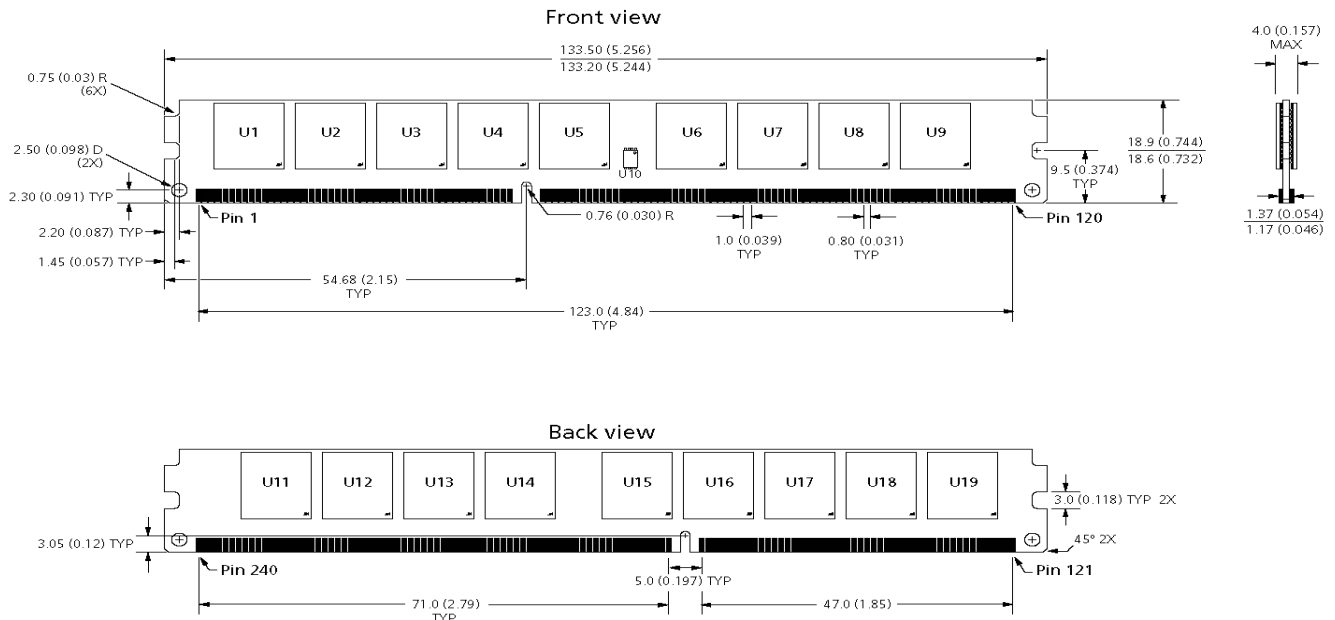 Front view
133.50 (5.256)
133.20 (5.244)
4.0 (0.157)
MAX
0.75 (0.03) R
(6X)
U1 U2 U3 U4 U5 U6 U7 U8 U9
U10
2.50 (0.098) D
(2X)
18.9 (0.744)
18.6 (0.732)
9.5 (0.374)
TYP
2.30 (0.091) TYP
Pin 1
0.76 (0.030) R
Pin 120
2.20 (0.087) TYP
1.0 (0.039)
TYP
0.80 (0.031)
TYP
1.37 (0.054)
1.17 (0.046)
1.45 (0.057) TYP
54.68 (2.15)
TYP
123.0 (4.84)
TYP
Back view
U11 U12 U13 U14 U15 U16 U17 U18 U19
3.0 (0.118) TYP 2X
3.05 (0.12) TYP
45° 2X
Pin 240
5.0 (0.197) TYP
Pin 121
71.0 (2.79)
TYP
47.0 (1.85)